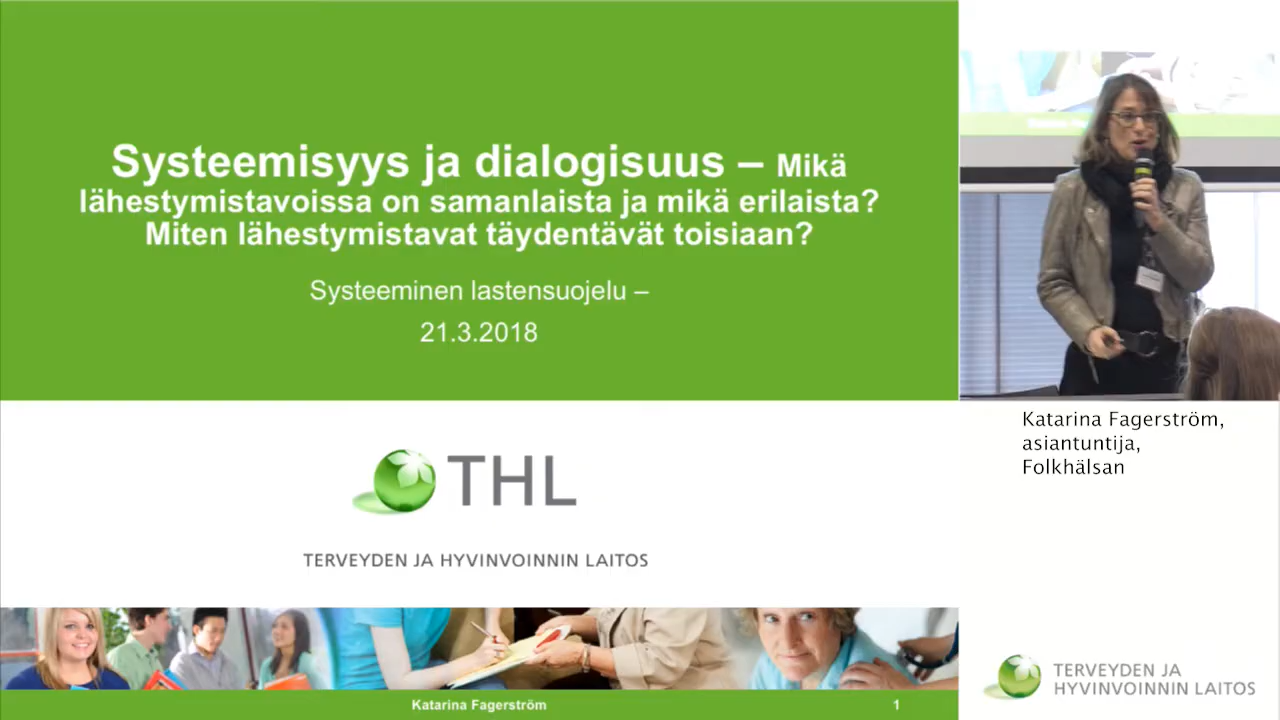 Systeemisyys ja dialogisuus – Mikä
lähestymistavoissa on samanlaista ja mikä erilaista?
Miten lähestymistavat täydentävät toisiaan?
Systeeminen lastensuojelu –
21.3.2018
THL
TERVEYDEN JA HYVINVOINNIN LAITOS
Katarina Fagerström
1
Katarina Fagerström,
asiantuntija,
Folkhälsan
TERVEYDEN JA
HYVINVOINNIN LAITOS